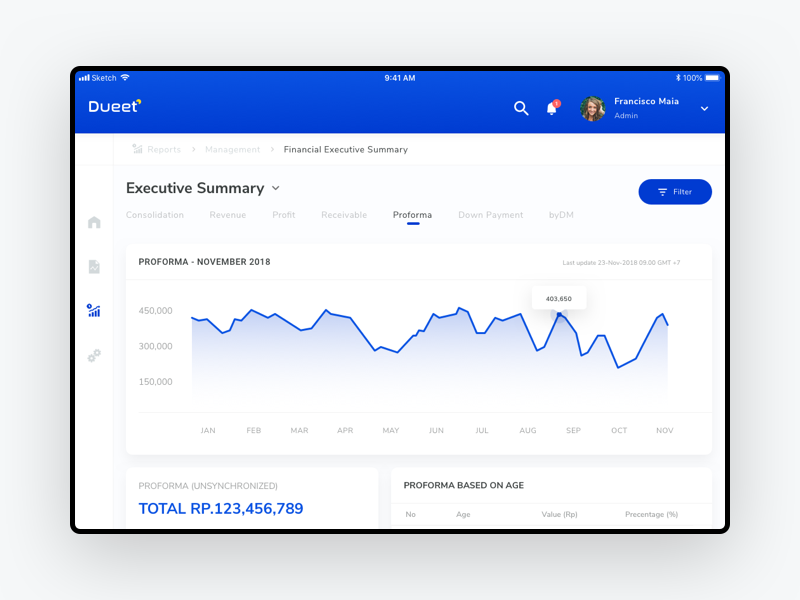 Sketch 9:41 AM 100%
Dueet
1
Francisco Maia
Admin
Reports > Management > Financial Executive Summary
Executive Summary
Filter
Consolidation Revenue Profit Receivable Proforma Down Payment byDM
PROFORMA - NOVEMBER 2018
Last update 23-Nov-2018 09.00 GMT +7
403,650
450,000
300,000
150,000
JAN FEB MAR APR MAY JUN JUL AUG SEP OCT NOV
PROFORMA (UNSYNCHRONIZED)
TOTAL RP.123,456,789
PROFORMA BASED ON AGE
No Age Value (Rp) Precentage (%)